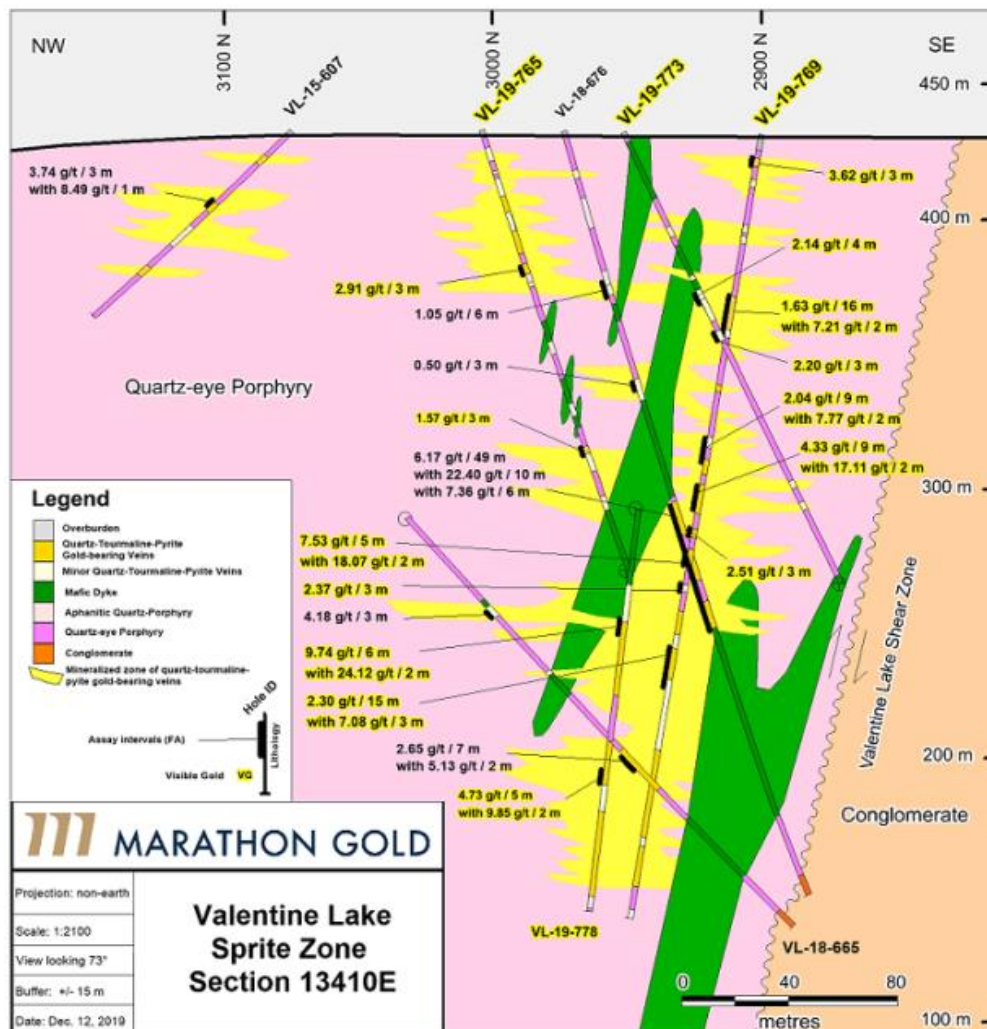 NW
3100 N
3000 N
2900 N
SE
VL-15-607
VL-19-765
VL-18-676
VL-19-773
VL-19-769
450 m
3.74 g/t / 3 m
with 8.49 g/t / 1 m
3.62 g/t / 3 m
400 m
2.14 g/t / 4 m
2.91 g/t / 3 m
1.05 g/t / 6 m
1.63 g/t / 16 m
with 7.21 g/t / 2 m
0.50 g/t / 3 m
2.20 g/t / 3 m
Quartz-eye Porphyry
2.04 g/t / 9 m
with 7.77 g/t / 2 m
1.57 g/t / 3 m
4.33 g/t / 9 m
with 17.11 g/t / 2 m
6.17 g/t / 49 m
with 22.40 g/t / 10 m
with 7.36 g/t / 6 m
300 m
7.53 g/t / 5 m
with 18.07 g/t / 2 m
2.51 g/t / 3 m
2.37 g/t / 3 m
4.18 g/t / 3 m
9.74 g/t / 6 m
with 24.12 g/t / 2 m
2.30 g/t / 15 m
with 7.08 g/t / 3 m
Valentine Lake Shear Zone
2.65 g/t / 7 m
with 5.13 g/t / 2 m
200 m
4.73 g/t / 5 m
with 9.85 g/t / 2 m
Conglomerate
VL-19-778
VL-18-665
0 40 80
metres
100 m
Legend
Overburden
Quartz-Tourmaline-Pyrite
Gold-bearing Veins
Minor Quartz-Tourmaline-Pyrite Veins
Mafic Dyke
Aphanitic Quartz-Porphyry
Quartz-eye Porphyry
Conglomerate
Mineralized zone of quartz-tourmaline-
pyite gold-bearing veins
Hole ID
Assay intervals (FA)
Lithology
Visible Gold VG
MARATHON GOLD
Projection: non-earth
Scale: 1:2100
View looking 73°
Buffer: +/- 15 m
Date: Dec. 12, 2019
Valentine Lake
Sprite Zone
Section 13410E